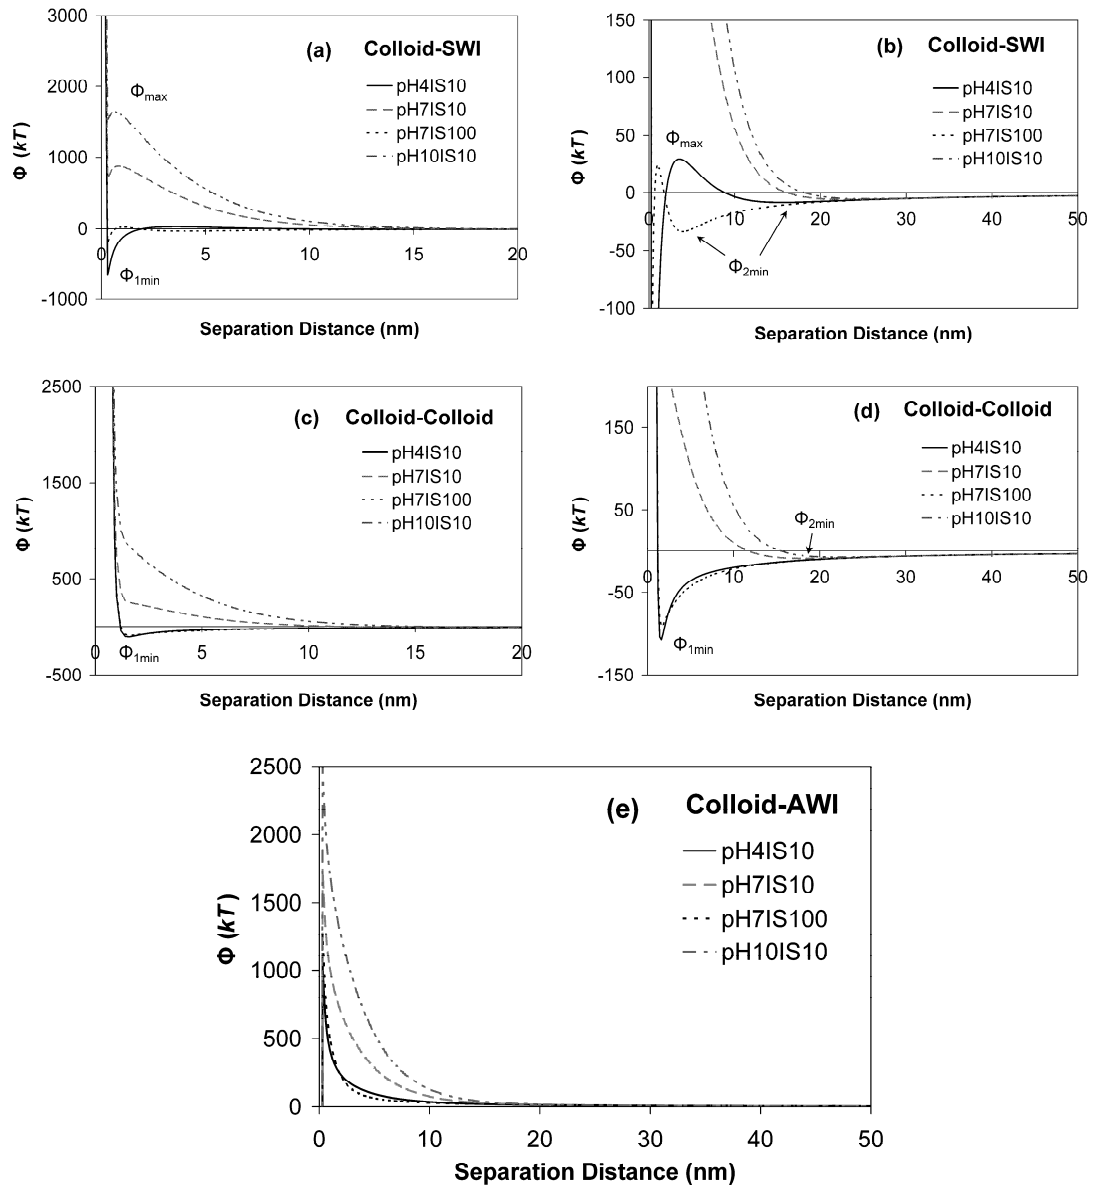 (a) Colloid-SWI
Φ (kT)
3000
2000
1000
0
-1000
Φmax
Φ1min
pH4IS10
pH7IS10
pH7IS100
pH10IS10
0 5 10 15 20
Separation Distance (nm)
(b) Colloid-SWI
Φ (kT)
150
100
50
0
-50
-100
Φmax
Φ2min
pH4IS10
pH7IS10
pH7IS100
pH10IS10
0 10 20 30 40 50
Separation Distance (nm)
(c) Colloid-Colloid
Φ (kT)
2500
1500
500
-500
Φ1min
pH4IS10
pH7IS10
pH7IS100
pH10IS10
0 5 10 15 20
Separation Distance (nm)
(d) Colloid-Colloid
Φ (kT)
150
50
-50
-150
Φ2min
Φ1min
pH4IS10
pH7IS10
pH7IS100
pH10IS10
0 10 20 30 40 50
Separation Distance (nm)
(e) Colloid-AWI
Φ (kT)
2500
2000
1500
1000
500
0
pH4IS10
pH7IS10
pH7IS100
pH10IS10
0 10 20 30 40 50
Separation Distance (nm)